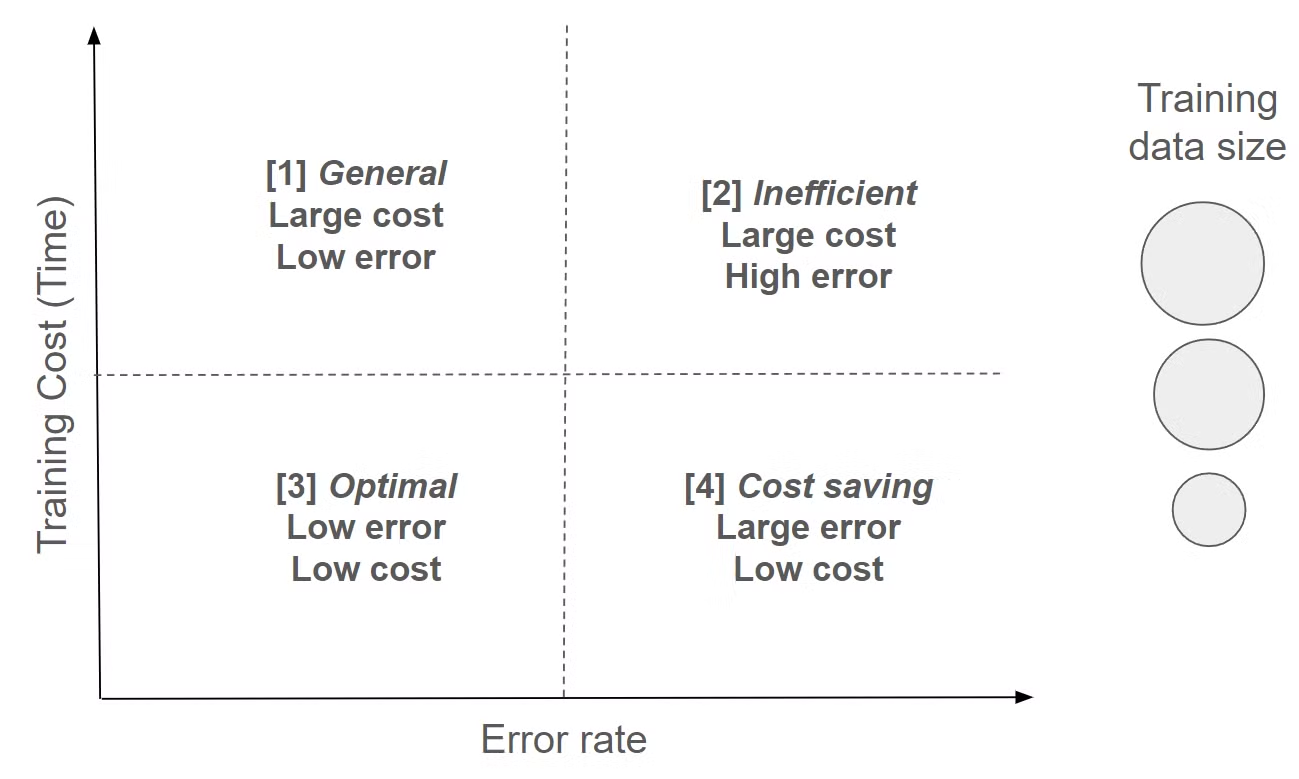 Training Cost (Time)
[1] General
Large cost
Low error
[2] Inefficient
Large cost
High error
[3] Optimal
Low error
Low cost
[4] Cost saving
Large error
Low cost
Error rate
Training
data size